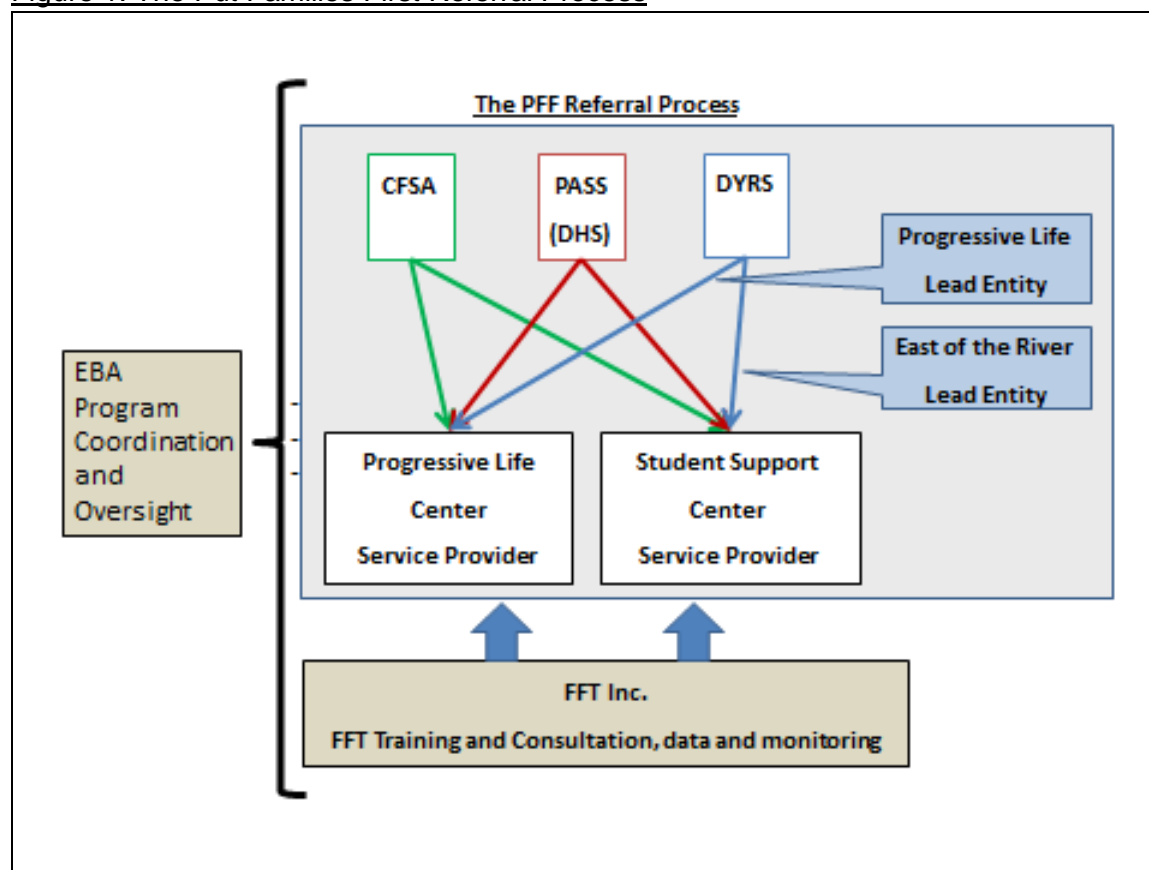 The PFF Referral Process
CFSA
PASS
(DHS)
DYRS
Progressive Life
Lead Entity
East of the River
Lead Entity
EBA
Program
Coordination
and
Oversight
Progressive Life
Center
Service Provider
Student Support
Center
Service Provider
FFT Inc.
FFT Training and Consultation, data and monitoring